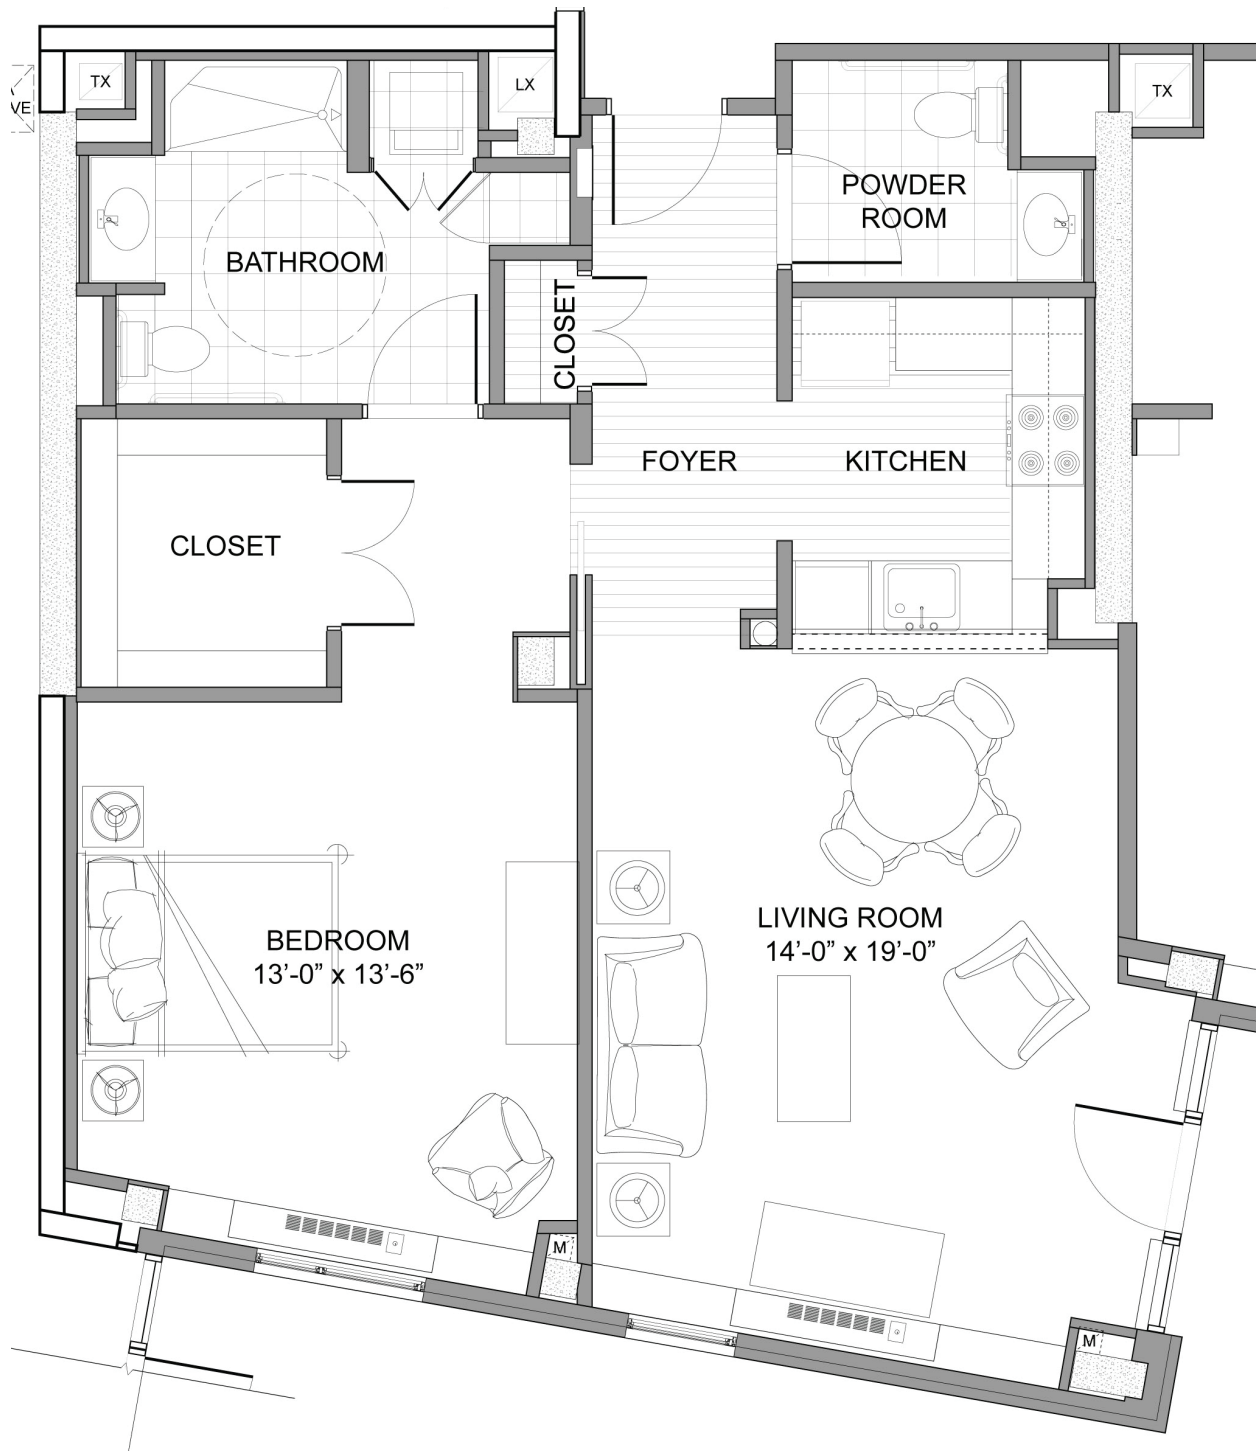 TX
LX
TX
VE
POWDER
ROOM
BATHROOM
CLOSET
FOYER
KITCHEN
CLOSET
LIVING ROOM
14’-0” x 19’-0”
BEDROOM
13’-0” x 13’-6”
M
M